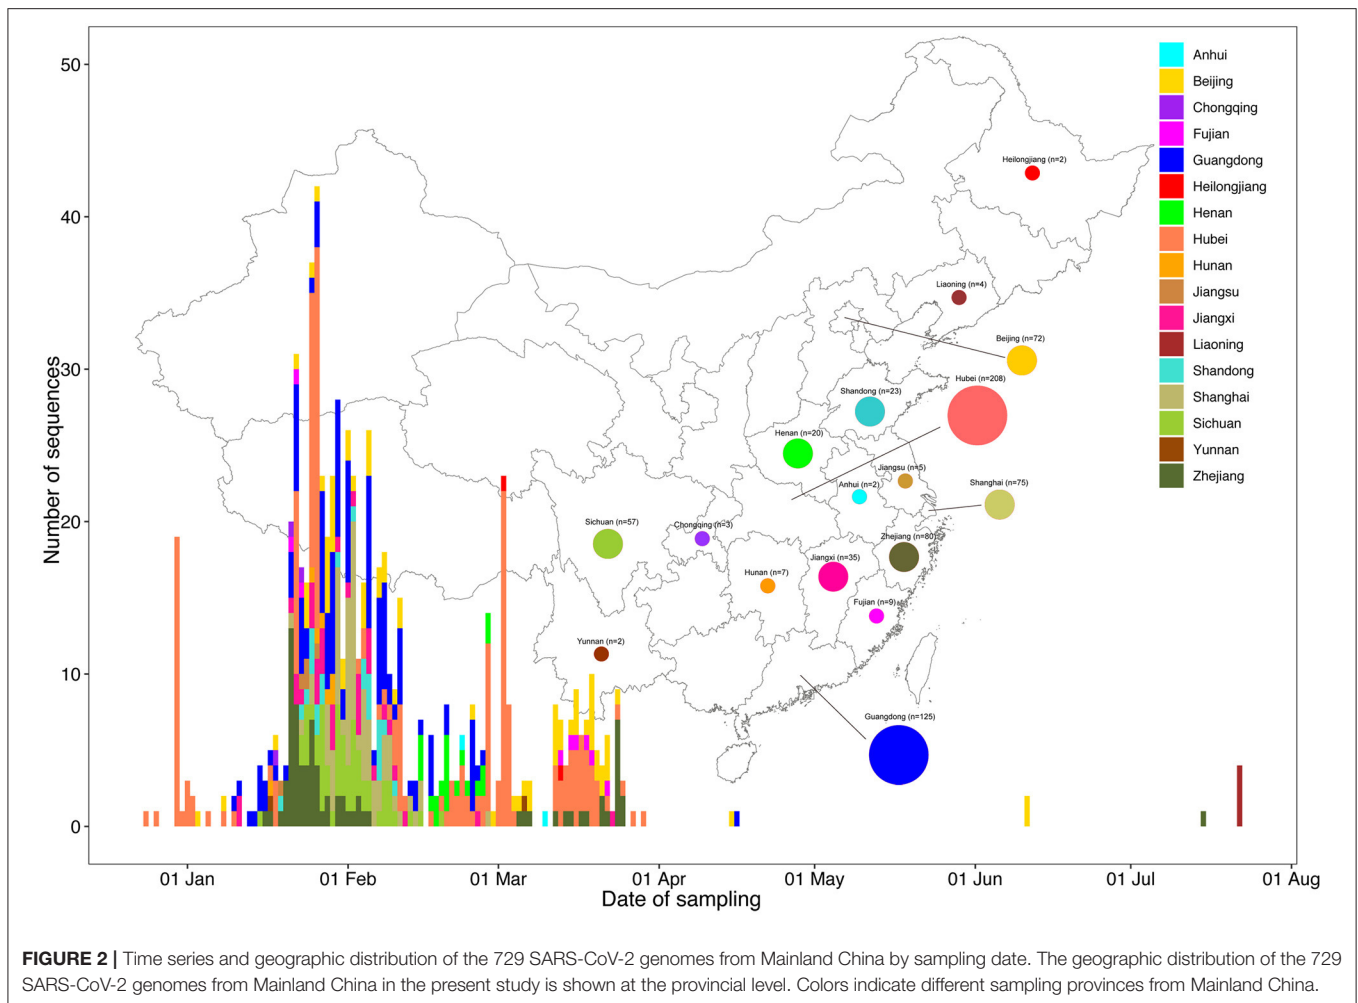 50
40
30
20
10
0
Number of sequences
01 Jan
01 Feb
01 Mar
01 Apr
01 May
01 Jun
01 Jul
01 Aug
Date of sampling
Heilongjiang (n=2)
Liaoning (n=4)
Beijing (n=72)
Hubei (n=208)
Shandong (n=23)
Henan (n=20)
Jiangsu (n=5)
Anhui (n=2)
Shanghai (n=75)
Sichuan (n=57)
Chongqing (n=3)
Zhejiang (n=80)
Jiangxi (n=35)
Hunan (n=7)
Fujian (n=9)
Yunnan (n=2)
Guangdong (n=125)
Anhui
Beijing
Chongqing
Fujian
Guangdong
Heilongjiang
Henan
Hubei
Hunan
Jiangsu
Jiangxi
Liaoning
Shandong
Shanghai
Sichuan
Yunnan
Zhejiang
FIGURE 2 | Time series and geographic distribution of the 729 SARS-CoV-2 genomes from Mainland China by sampling date. The geographic distribution of the 729
SARS-CoV-2 genomes from Mainland China in the present study is shown at the provincial level. Colors indicate different sampling provinces from Mainland China.